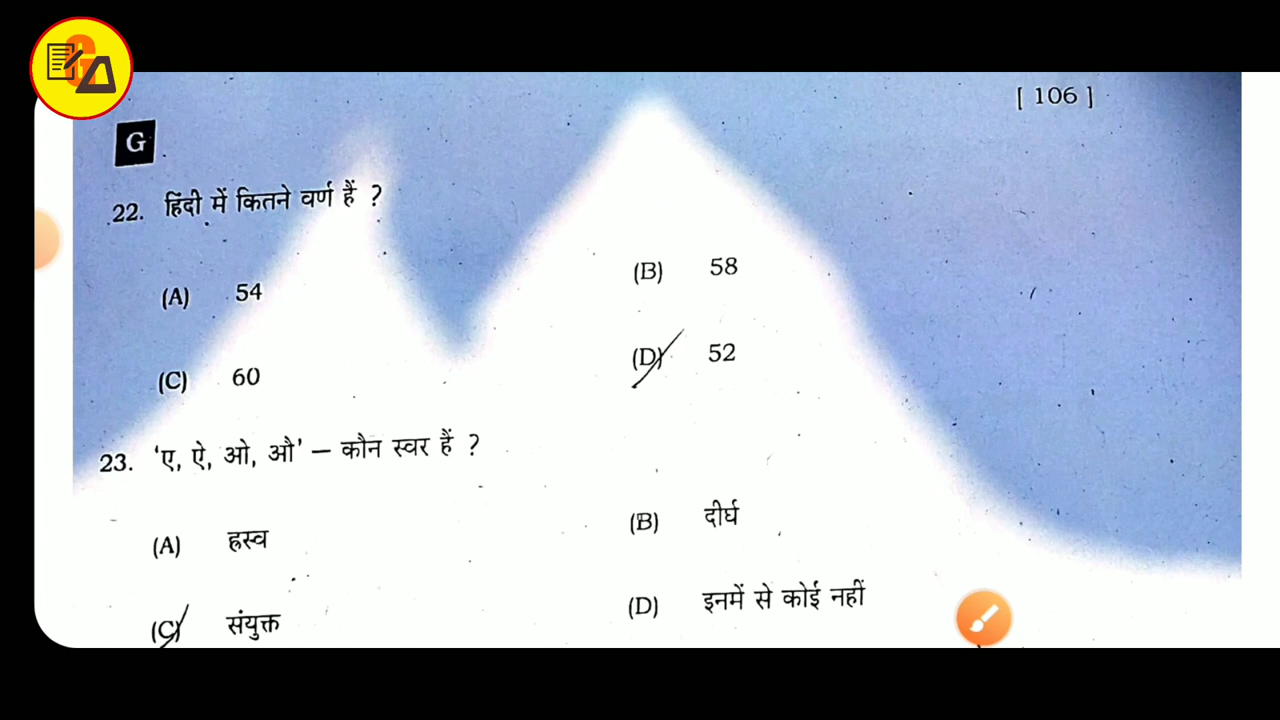 [ 106 ]
G
22. हिंदी में कितने वर्ण हैं ?
(A) 54
(B) 58
(C) 60
(D) 52
23. 'ए, ऐ, ओ, औ' – कौन स्वर हैं ?
(A) ह्रस्व
(B) दीर्घ
(C) संयुक्त
(D) इनमें से कोई नहीं